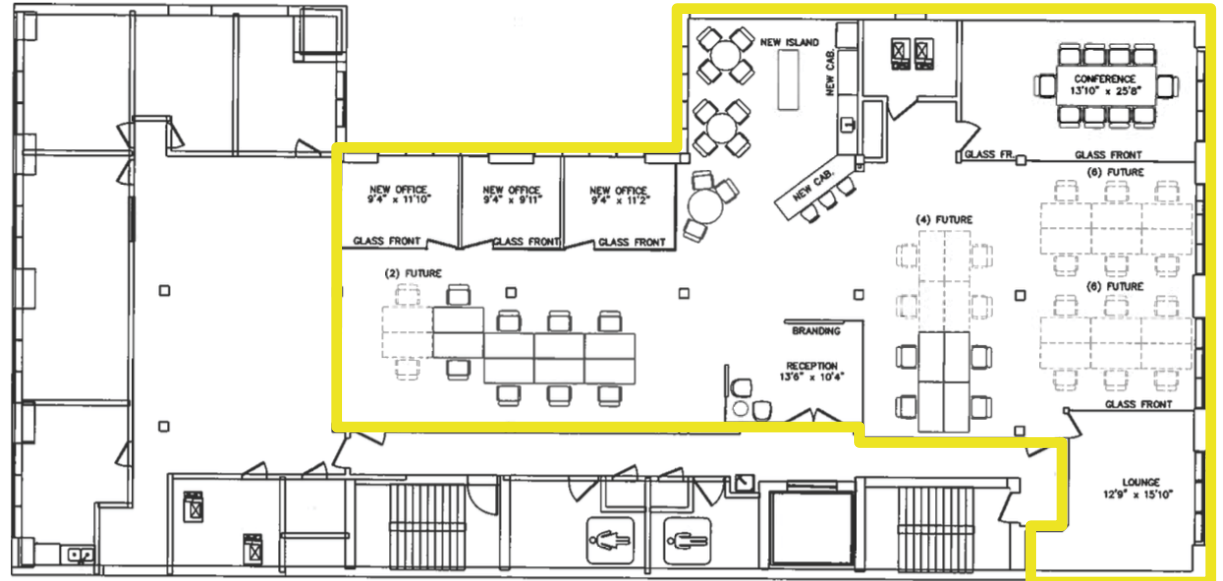 NEW ISLAND
NEW CAB.
CONFERENCE
13'10" x 25'8"
GLASS FR.
GLASS FRONT
(6) FUTURE
NEW OFFICE
9'4" x 11'10"
NEW OFFICE
9'4" x 9'11"
NEW OFFICE
9'4" x 11'2"
NEW CAB.
(4) FUTURE
GLASS FRONT
GLASS FRONT
GLASS FRONT
(2) FUTURE
(6) FUTURE
BRANDING
RECEPTION
13'6" x 10'4"
GLASS FRONT
LOUNGE
12'9" x 15'10"